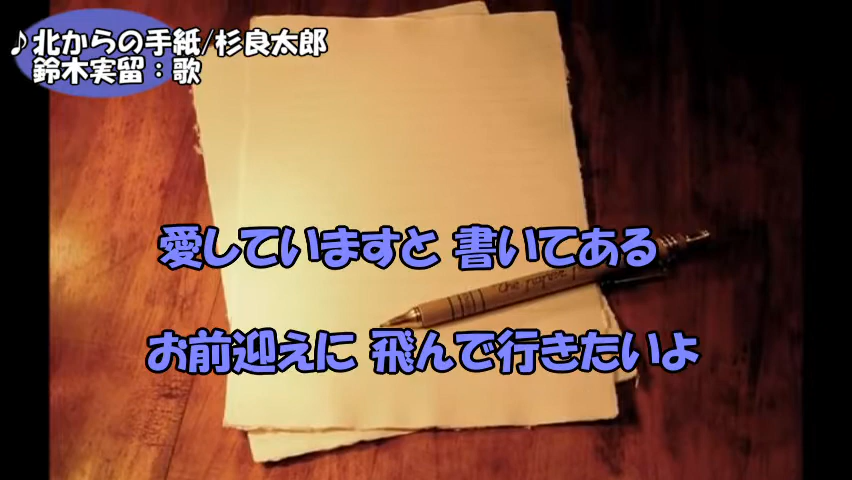 ♪北からの手紙/杉良太郎
鈴木実留：歌
愛していますと 書いてある
the paper
お前迎えに 飛んで行きたいよ